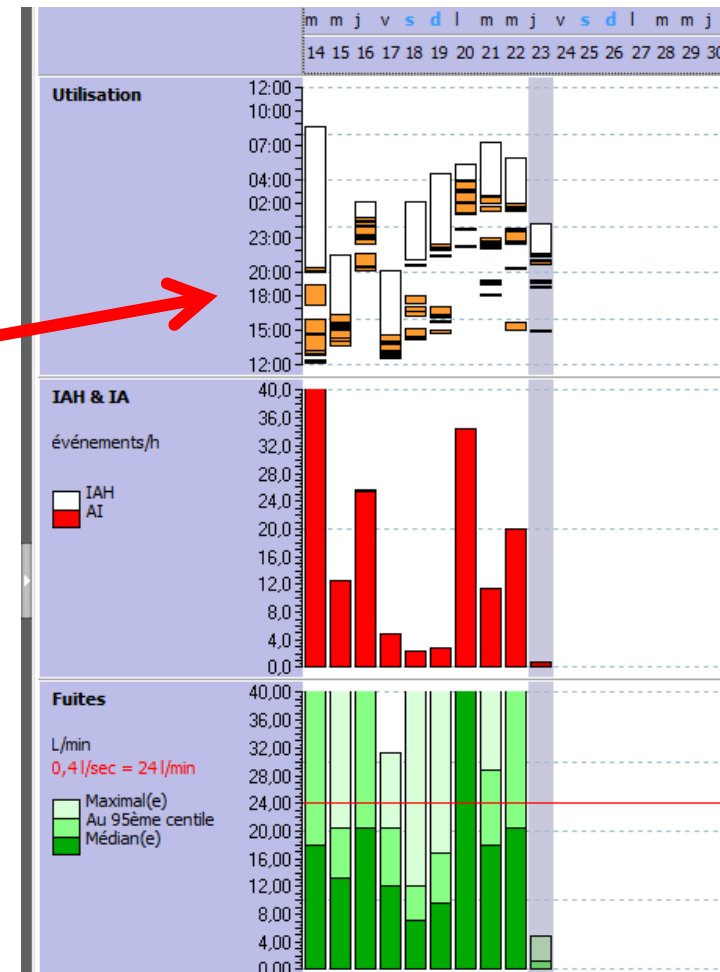 m m j v s d l m m j v s d l m m j
14 15 16 17 18 19 20 21 22 23 24 25 26 27 28 29 30
Utilisation
12:00
10:00
07:00
04:00
02:00
23:00
20:00
18:00
15:00
12:00
IAH & IA
événements/h
IAH
AI
40,0
36,0
32,0
28,0
24,0
20,0
16,0
12,0
8,0
4,0
0,0
Fuites
L/min
0,4 l/sec = 24 l/min
Maximal(e)
Au 95ème centile
Médian(e)
40,00
36,00
32,00
28,00
24,00
20,00
16,00
12,00
8,00
4,00
0,00